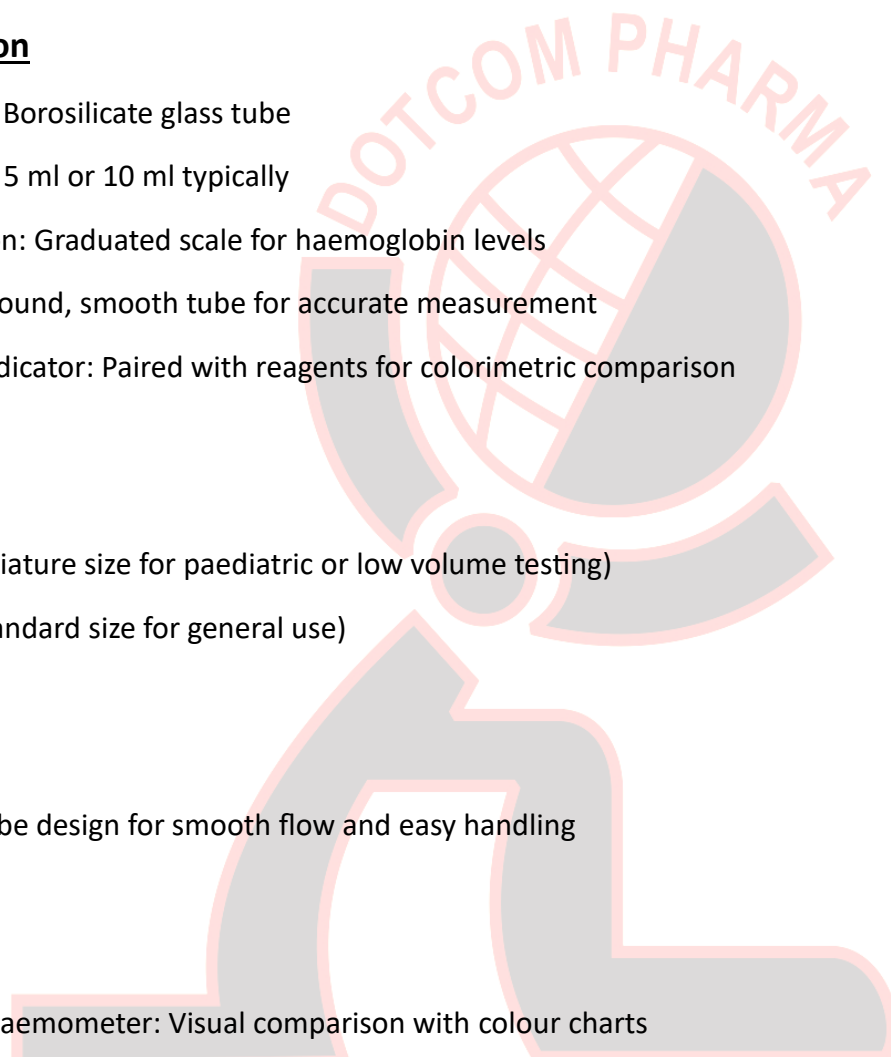 on
Borosilicate glass tube
5 ml or 10 ml typically
n: Graduated scale for haemoglobin levels
ound, smooth tube for accurate measurement
dicator: Paired with reagents for colorimetric comparison
iature size for paediatric or low volume testing)
andard size for general use)
be design for smooth flow and easy handling
aemometer: Visual comparison with colour charts
DOTCOM PHARMA